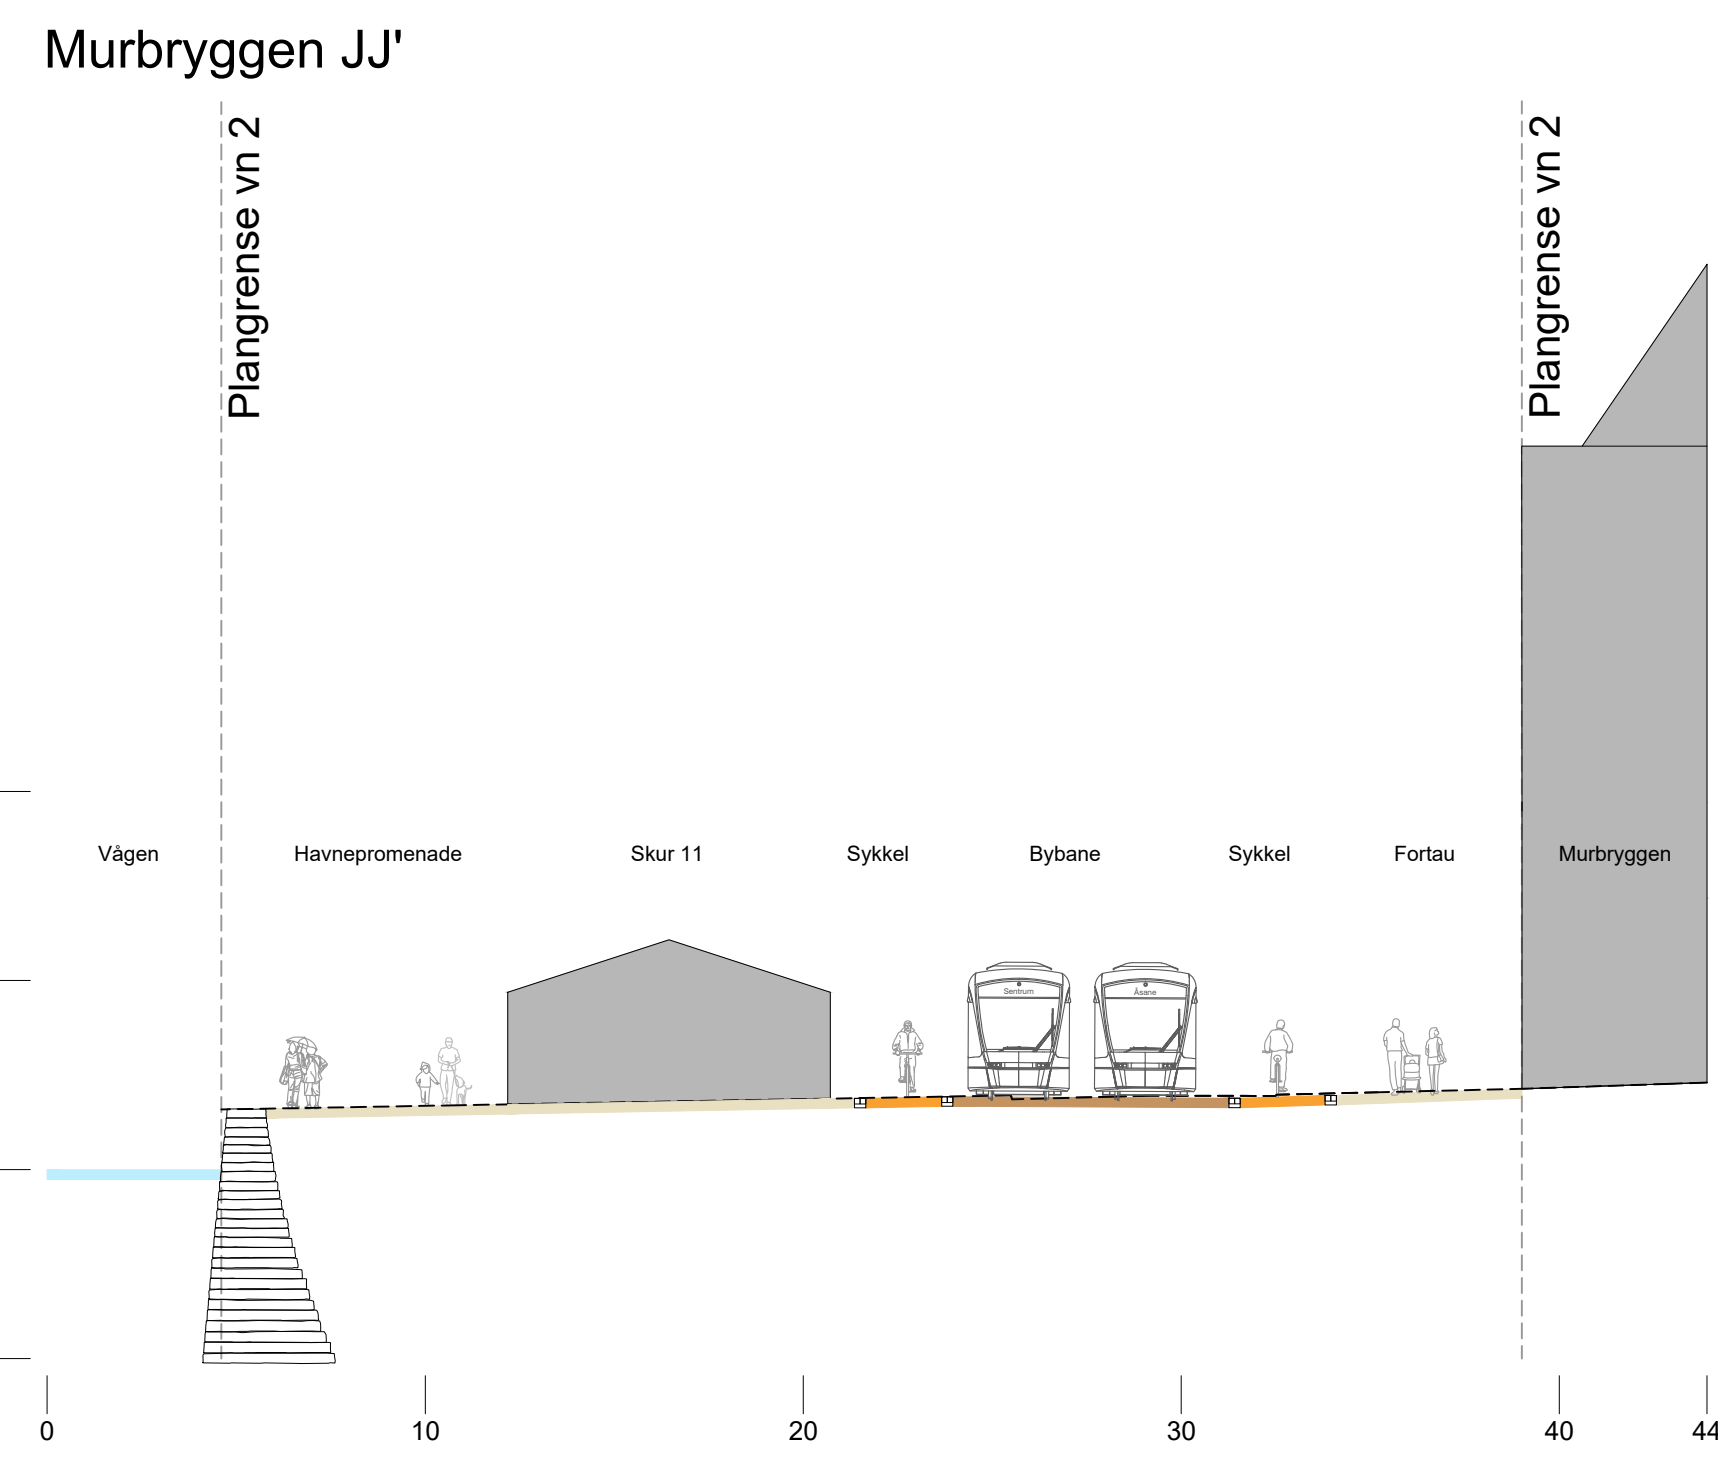 Murbryggen JJ'
Plangrense vn 2
Plangrense vn 2
Vågen
Havnepromenade
Skur 11
Sykkel
Bybane
Sykkel
Fortau
Murbryggen
Sentrum
Åsane
0
10
20
30
40
44